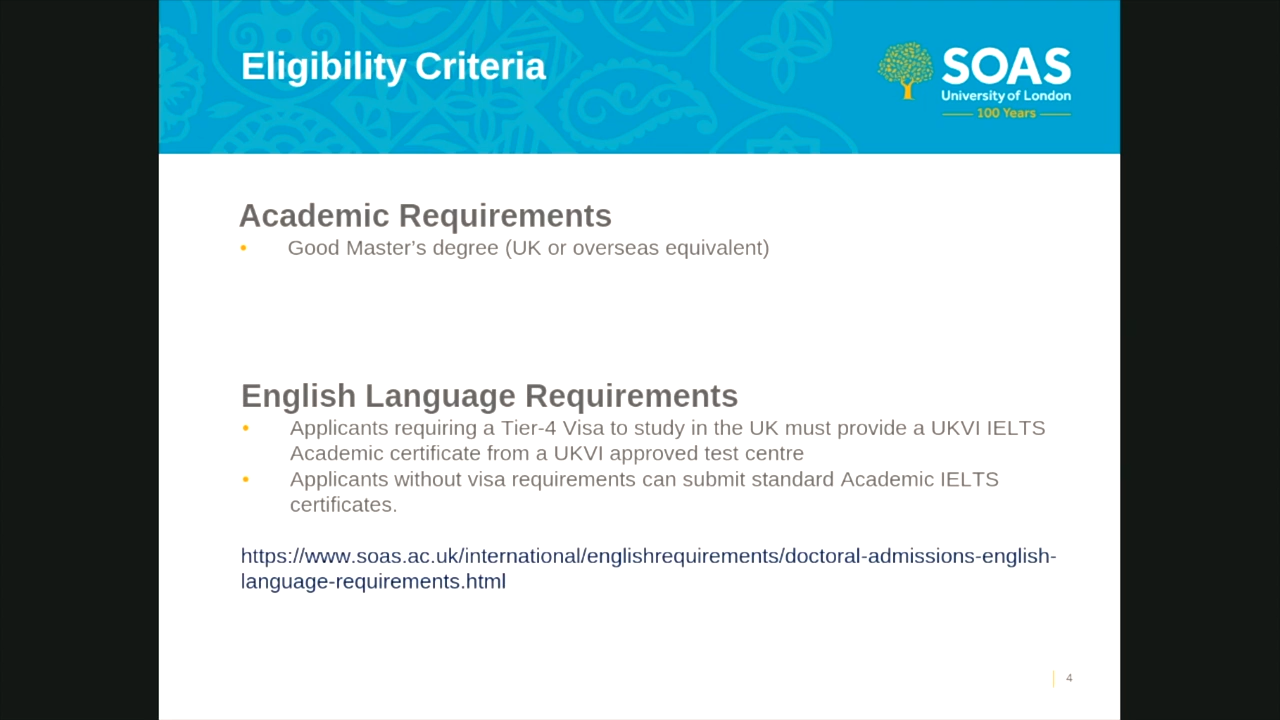 Eligibility Criteria
SOAS
University of London
100 Years
Academic Requirements
• Good Master’s degree (UK or overseas equivalent)
English Language Requirements
• Applicants requiring a Tier-4 Visa to study in the UK must provide a UKVI IELTS
Academic certificate from a UKVI approved test centre
• Applicants without visa requirements can submit standard Academic IELTS
certificates.
https://www.soas.ac.uk/international/englishrequirements/doctoral-admissions-english-
language-requirements.html
4